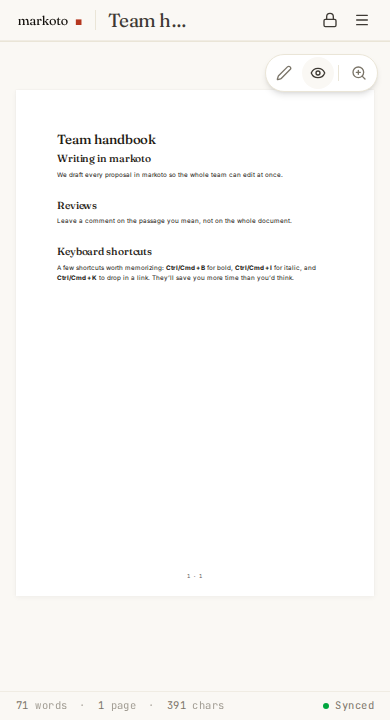 markoto
Team h...
Team handbook
Writing in markoto
We draft every proposal in markoto so the whole team can edit at once.
Reviews
Leave a comment on the passage you mean, not on the whole document.
Keyboard shortcuts
A few shortcuts worth memorizing: Ctrl/Cmd+B for bold, Ctrl/Cmd+I for italic, and
Ctrl/Cmd+K to drop in a link. They'll save you more time than you'd think.
1 - 1
71 words · 1 page · 391 chars
Synced